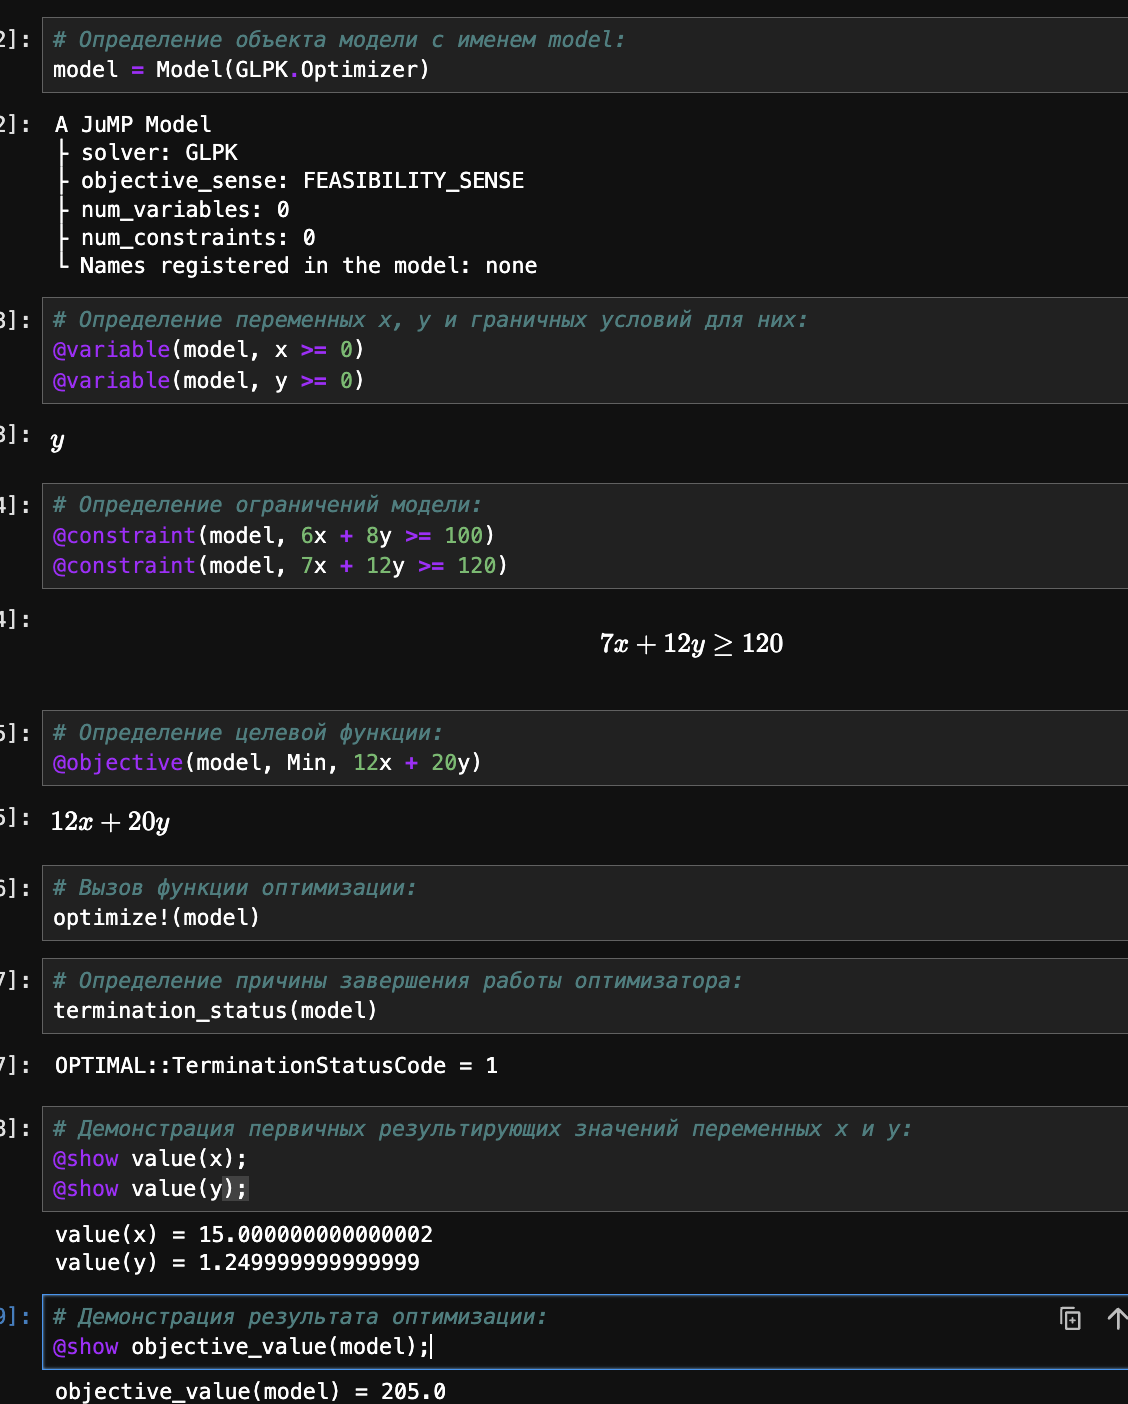 2]: # Определение объекта модели с именем model:
model = Model(GLPK.Optimizer)
2]: A JuMP Model
├ solver: GLPK
├ objective_sense: FEASIBILITY_SENSE
├ num_variables: 0
├ num_constraints: 0
└ Names registered in the model: none
3]: # Определение переменных x, y и граничных условий для них:
@variable(model, x >= 0)
@variable(model, y >= 0)
3]: y
4]: # Определение ограничений модели:
@constraint(model, 6x + 8y >= 100)
@constraint(model, 7x + 12y >= 120)
4]:
7x + 12y ≥ 120
5]: # Определение целевой функции:
@objective(model, Min, 12x + 20y)
5]: 12x + 20y
6]: # Вызов функции оптимизации:
optimize!(model)
7]: # Определение причины завершения работы оптимизатора:
termination_status(model)
7]: OPTIMAL::TerminationStatusCode = 1
8]: # Демонстрация первичных результирующих значений переменных x и y:
@show value(x);
@show value(y);
value(x) = 15.000000000000002
value(y) = 1.249999999999999
9]: # Демонстрация результата оптимизации:
@show objective_value(model);
objective_value(model) = 205.0